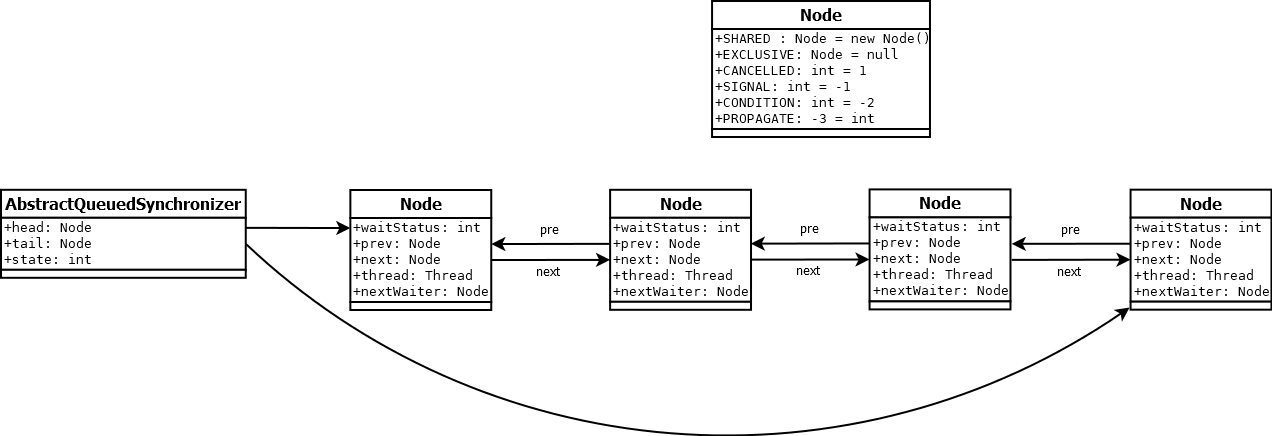 Node
+SHARED : Node = new Node()
+EXCLUSIVE: Node = null
+CANCELLED: int = 1
+SIGNAL: int = -1
+CONDITION: int = -2
+PROPAGATE: -3 = int
AbstractQueuedSynchronizer
+head: Node
+tail: Node
+state: int
Node
+waitStatus: int
+prev: Node
+next: Node
+thread: Thread
+nextWaiter: Node
pre
next
Node
+waitStatus: int
+prev: Node
+next: Node
+thread: Thread
+nextWaiter: Node
pre
next
Node
+waitStatus: int
+prev: Node
+next: Node
+thread: Thread
+nextWaiter: Node
pre
next
Node
+waitStatus: int
+prev: Node
+next: Node
+thread: Thread
+nextWaiter: Node